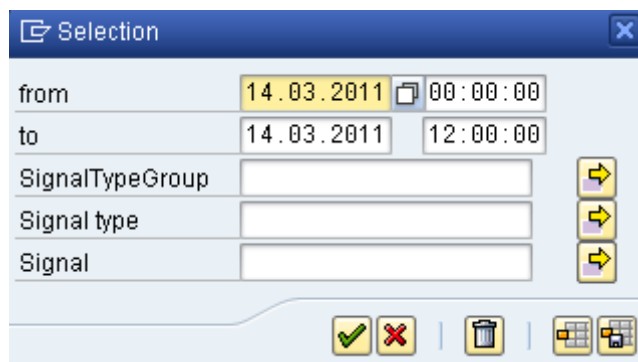 Selection
from 14.03.2011 00:00:00
to 14.03.2011 12:00:00
SignalTypeGroup
Signal type
Signal